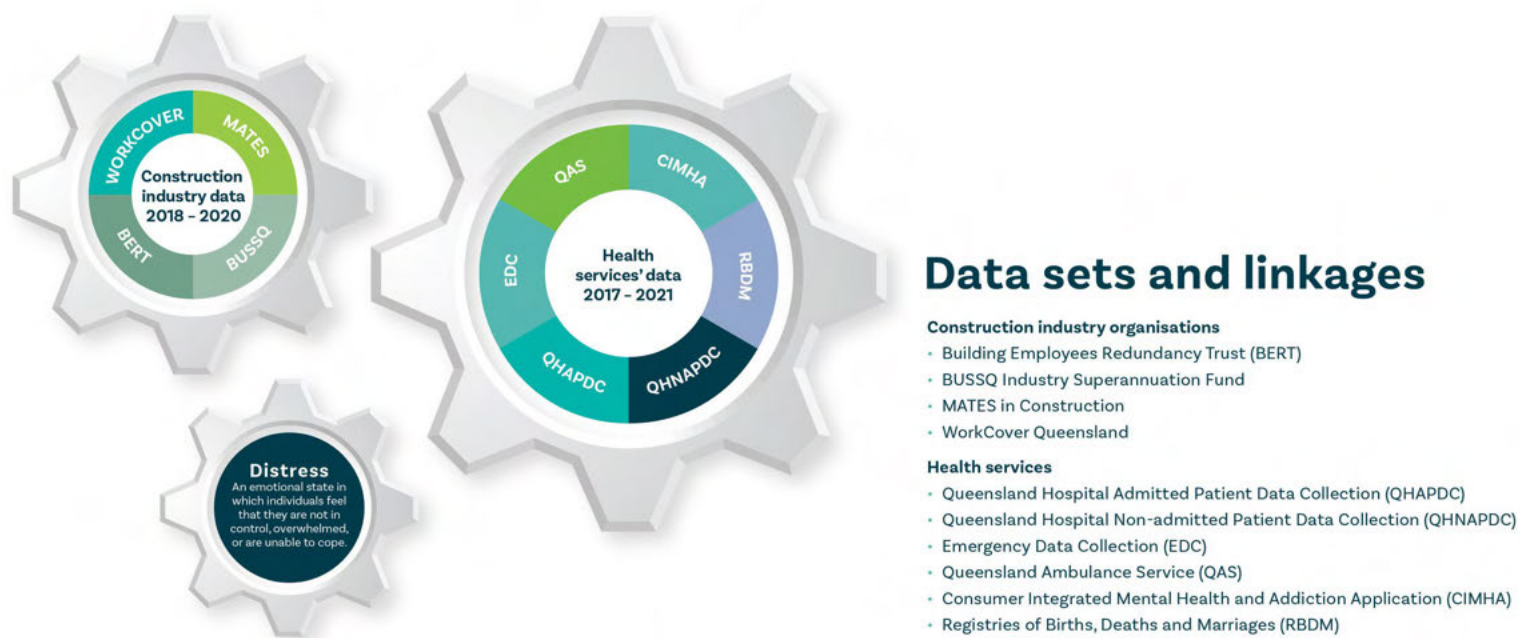 WORKCOVER
MATES
Construction
industry data
2018 – 2020
BERT
BUSSQ
QAS
CIMHA
EDC
Health
services’ data
2017 – 2021
RBDM
QHAPDC
QHNAPDC
Distress
An emotional state in
which individuals feel
that they are not in
control, overwhelmed,
or are unable to cope.
Data sets and linkages
Construction industry organisations
• Building Employees Redundancy Trust (BERT)
• BUSSQ Industry Superannuation Fund
• MATES in Construction
• WorkCover Queensland
Health services
• Queensland Hospital Admitted Patient Data Collection (QHAPDC)
• Queensland Hospital Non-admitted Patient Data Collection (QHNAPDC)
• Emergency Data Collection (EDC)
• Queensland Ambulance Service (QAS)
• Consumer Integrated Mental Health and Addiction Application (CIMHA)
• Registries of Births, Deaths and Marriages (RBDM)